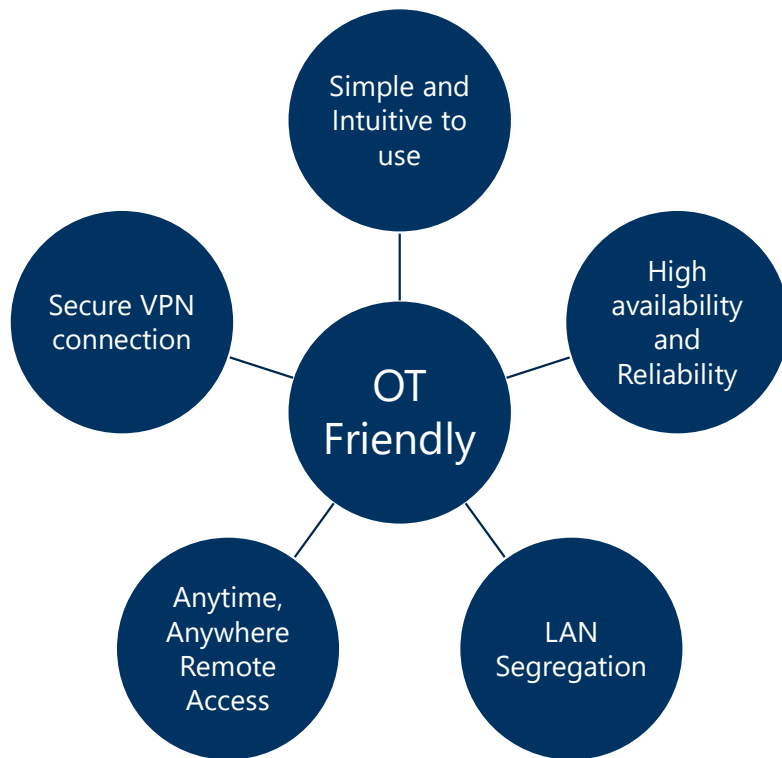 Simple and
Intuitive to
use
High
availability
and
Reliability
Secure VPN
connection
OT
Friendly
Anytime,
Anywhere
Remote
Access
LAN
Segregation